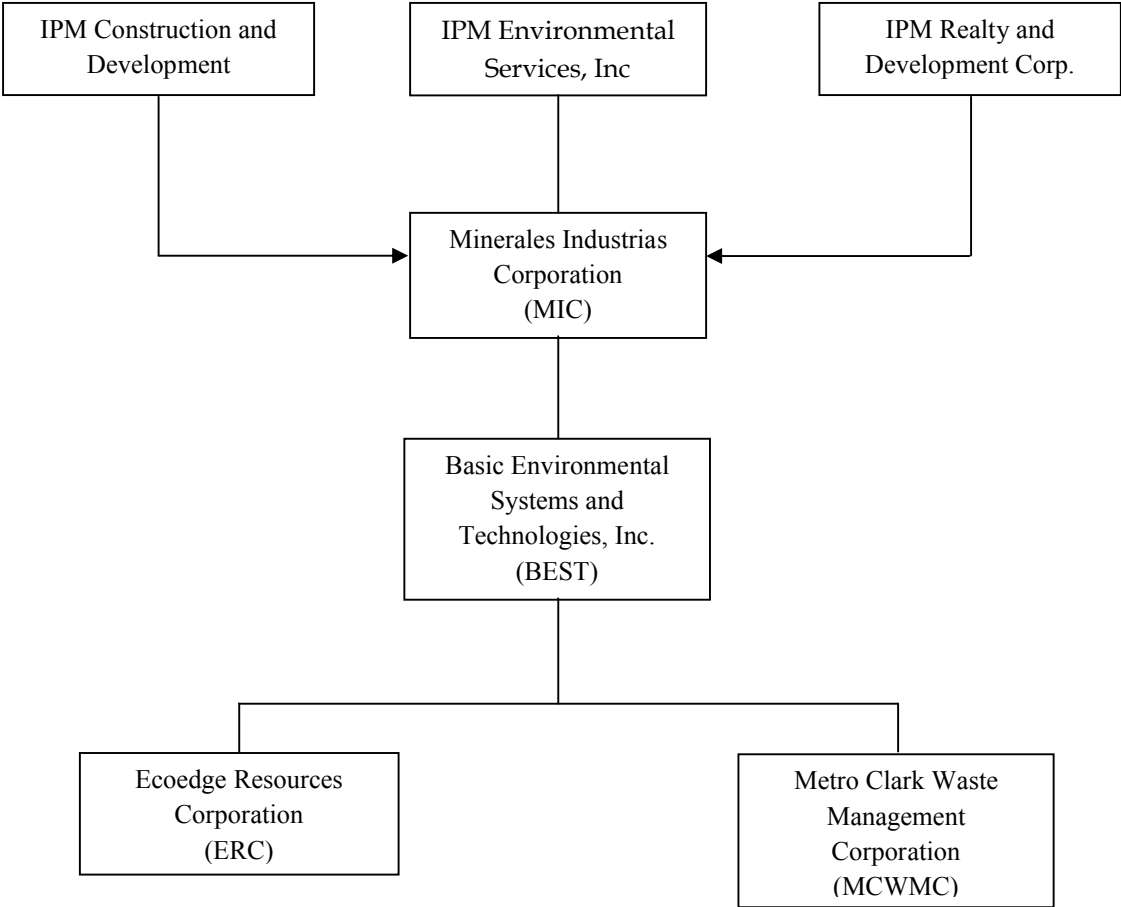 IPM Construction and
Development
IPM Environmental
Services, Inc
IPM Realty and
Development Corp.
Minerales Industrias
Corporation
(MIC)
Basic Environmental
Systems and
Technologies, Inc.
(BEST)
Ecoedge Resources
Corporation
(ERC)
Metro Clark Waste
Management
Corporation
(MCWMC)